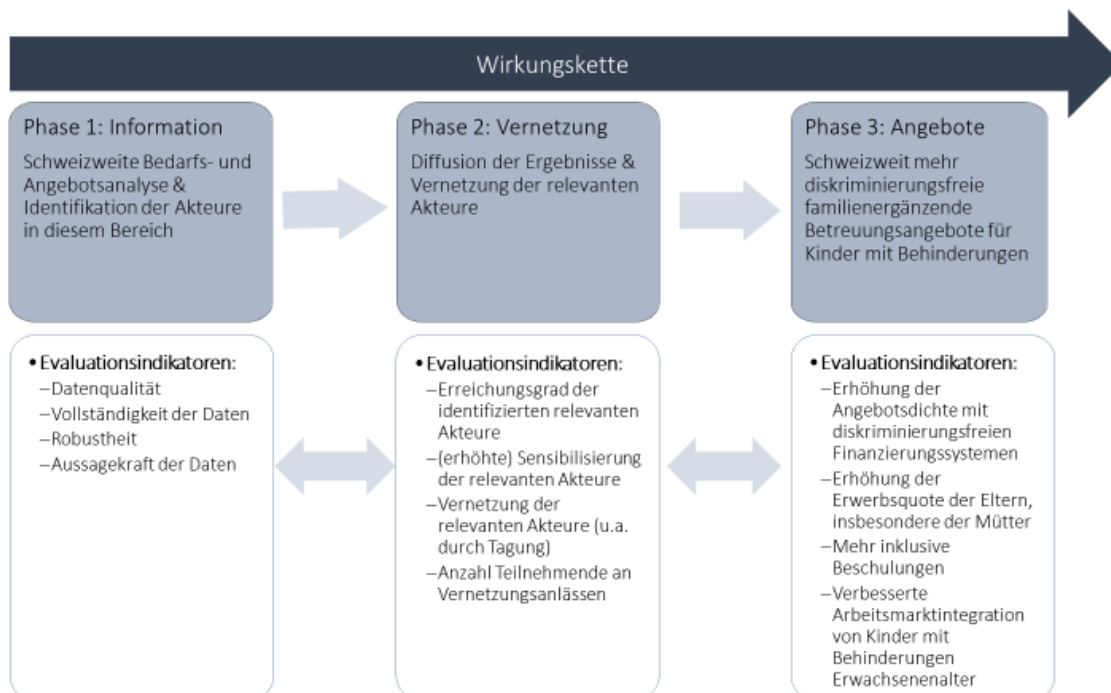 Wirkungskette
Phase 1: Information
Schweizweite Bedarfs- und
Angebotsanalyse &
Identifikation der Akteure
in diesem Bereich
Phase 2: Vernetzung
Diffusion der Ergebnisse &
Vernetzung der relevanten
Akteure
Phase 3: Angebote
Schweizweit mehr
diskriminierungsfreie
familienergänzende
Betreuungsangebote für
Kinder mit Behinderungen
• Evaluationsindikatoren:
–Datenqualität
–Vollständigkeit der Daten
–Robustheit
–Aussagekraft der Daten
• Evaluationsindikatoren:
–Erreichungsgrad der
identifizierten relevanten
Akteure
–(erhöhte) Sensibilisierung
der relevanten Akteure
–Vernetzung der
relevanten Akteure (u.a.
durch Tagung)
–Anzahl Teilnehmende an
Vernetzungsanlässen
• Evaluationsindikatoren:
–Erhöhung der
Angebotsdichte mit
diskriminierungsfreien
Finanzierungssystemen
–Erhöhung der
Erwerbsquote der Eltern,
insbesondere der Mütter
–Mehr inklusive
Beschulungen
–Verbesserte
Arbeitsmarktintegration
von Kinder mit
Behinderungen
Erwachsenenalter